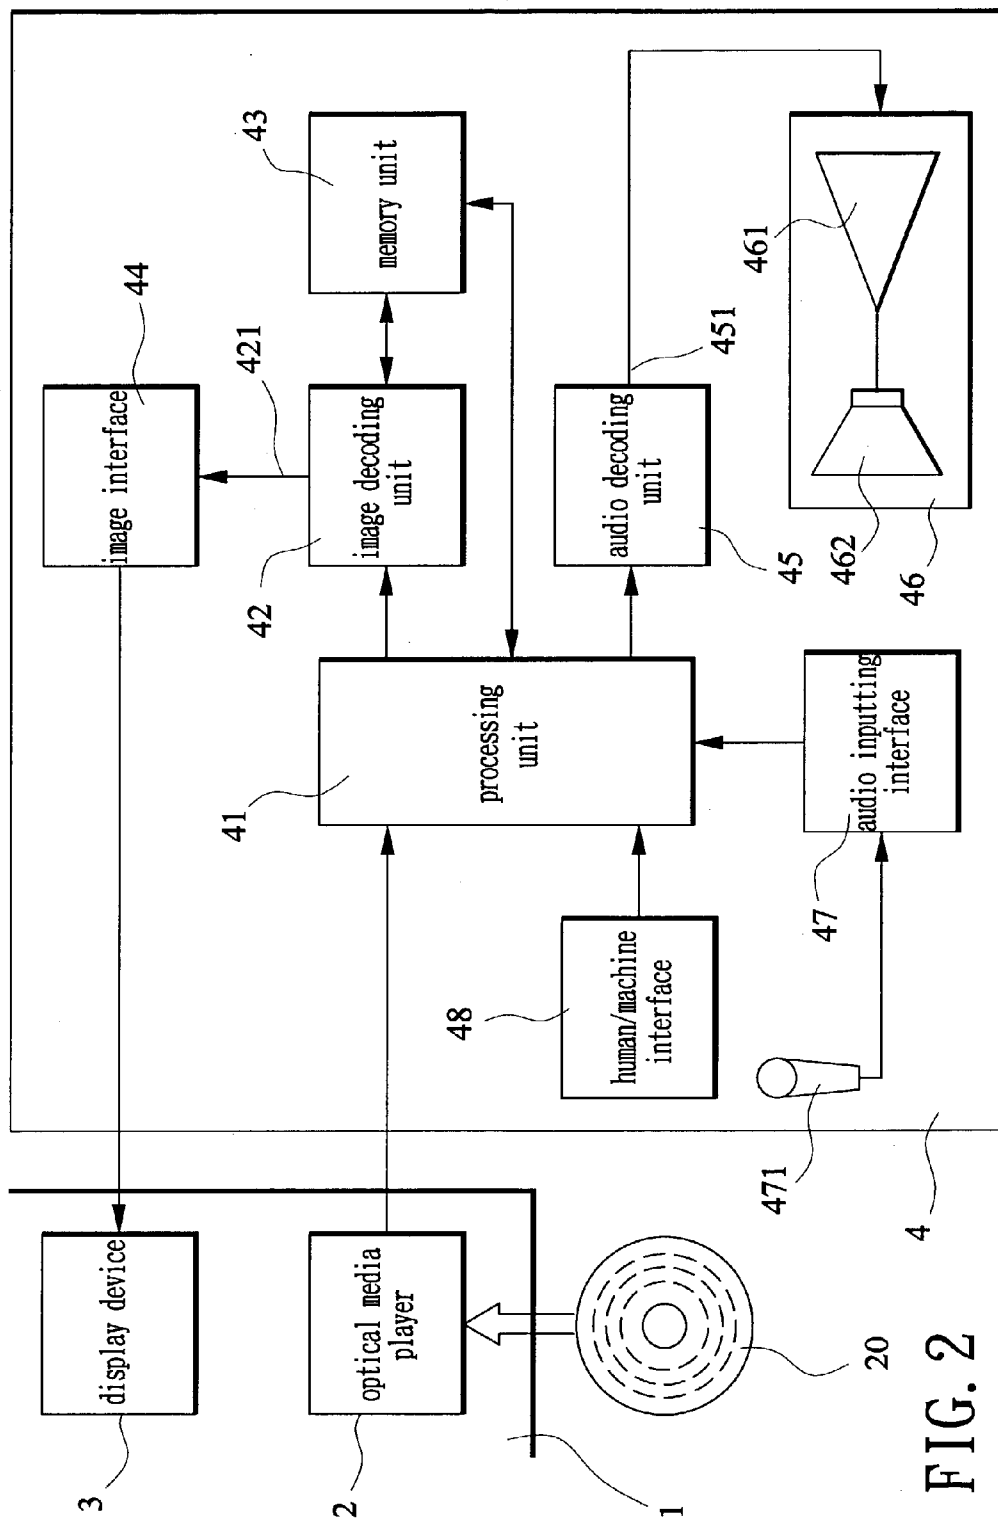 3
display device
2
optical media
player
1
20
4
image interface
44
421
image decoding
unit
42
memory unit
43
processing
unit
41
audio decoding
unit
45
451
461
462
46
human/machine
interface
48
audio inputting
interface
47
471
FIG. 2